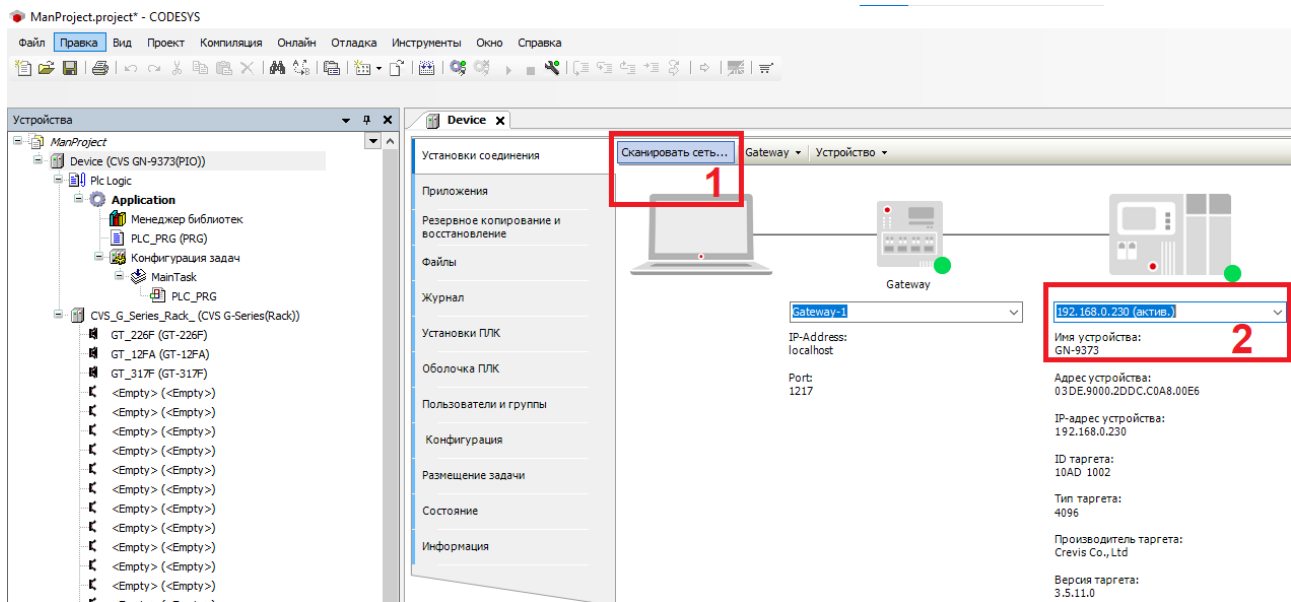 ManProject.project* - CODESYS
Файл Правка Вид Проект Компиляция Онлайн Отладка Инструменты Окно Справка
Устройства
ManProject
Device (CVS GN-9373(PIO))
Plc Logic
Application
Менеджер библиотек
PLC_PRG (PRG)
Конфигурация задач
MainTask
PLC_PRG
CVS_G_Series_Rack_ (CVS G-Series(Rack))
GT_226F (GT-226F)
GT_12FA (GT-12FA)
GT_317F (GT-317F)
<Empty> (<Empty>)
<Empty> (<Empty>)
<Empty> (<Empty>)
<Empty> (<Empty>)
<Empty> (<Empty>)
<Empty> (<Empty>)
<Empty> (<Empty>)
<Empty> (<Empty>)
<Empty> (<Empty>)
<Empty> (<Empty>)
<Empty> (<Empty>)
Device
Установки соединения
Приложения
Резервное копирование и
восстановление
Файлы
Журнал
Установки ПЛК
Оболочка ПЛК
Пользователи и группы
Конфигурация
Размещение задачи
Состояние
Информация
Сканировать сеть... Gateway Устройство
1
Gateway
Gateway-1
IP-Address:
localhost
Port:
1217
192.168.0.230 (актив.)
2
Имя устройства:
GN-9373
Адрес устройства:
03DE.9000.2DDC.C0A8.00E6
IP-адрес устройства:
192.168.0.230
ID таргета:
10AD 1002
Тип таргета:
4096
Производитель таргета:
Crevis Co., Ltd
Версия таргета:
3.5.11.0